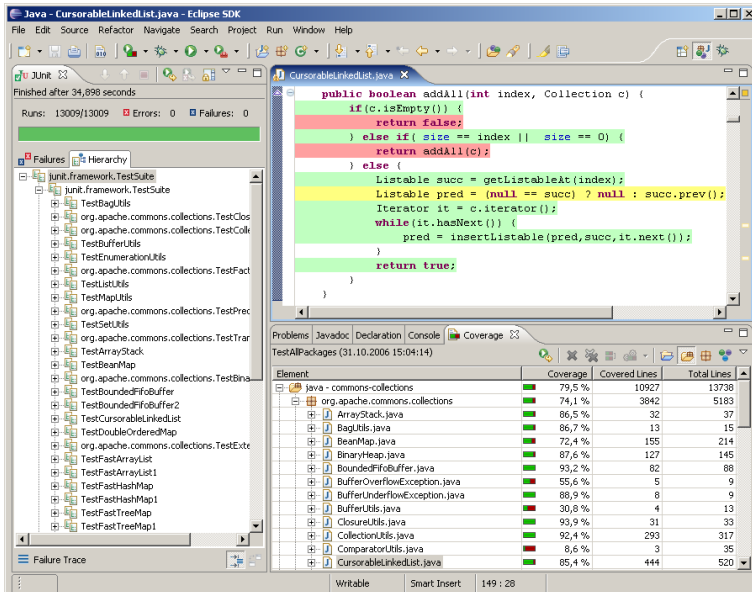 Java - CursorableLinkedList.java - Eclipse SDK
File Edit Source Refactor Navigate Search Project Run Window Help
JUnit
Finished after 34,898 seconds
Runs: 13009/13009 Errors: 0 Failures: 0
Failures Hierarchy
junit.framework.TestSuite
junit.framework.TestSuite
TestBagUtils
org.apache.commons.collections.TestClos
TestBufferUtils
org.apache.commons.collections.TestColle
TestEnumerationUtils
org.apache.commons.collections.TestFact
TestListUtils
TestMapUtils
org.apache.commons.collections.TestPrec
TestSetUtils
org.apache.commons.collections.TestTrar
TestArrayStack
TestBeanMap
org.apache.commons.collections.TestBina
TestBoundedFifoBuffer
TestBoundedFifoBuffer2
TestCursorableLinkedList
TestDoubleOrderedMap
org.apache.commons.collections.TestExte
TestFastArrayList
TestFastArrayList1
TestFastHashMap
TestFastHashMap1
TestFastTreeMap
TestFastTreeMap1
Failure Trace
CursorableLinkedList.java
public boolean addAll(int index, Collection c) {
if(c.isEmpty()) {
return false;
} else if( size == index || size == 0) {
return addAll(c);
} else {
Listable succ = getListableAt(index);
Listable pred = (null == succ) ? null : succ.prev();
Iterator it = c.iterator();
while(it.hasNext()) {
pred = insertListable(pred,succ,it.next());
}
return true;
}
}
Problems Javadoc Declaration Console Coverage
TestAllPackages (31.10.2006 15:04:14)
Element Coverage Covered Lines Total Lines
java - commons-collections 79,5 % 10927 13738
org.apache.commons.collections 74,1 % 3842 5183
ArrayStack.java 86,5 % 32 37
BagUtils.java 86,7 % 13 15
BeanMap.java 72,4 % 155 214
BinaryHeap.java 87,6 % 127 145
BoundedFifoBuffer.java 93,2 % 82 88
BufferOverflowException.java 55,6 % 5 9
BufferUnderflowException.java 88,9 % 8 9
BufferUtils.java 30,8 % 4 13
ClosureUtils.java 93,9 % 31 33
CollectionUtils.java 92,4 % 293 317
ComparatorUtils.java 8,6 % 3 35
CursorableLinkedList.java 85,4 % 444 520
Writable Smart Insert 149 : 28